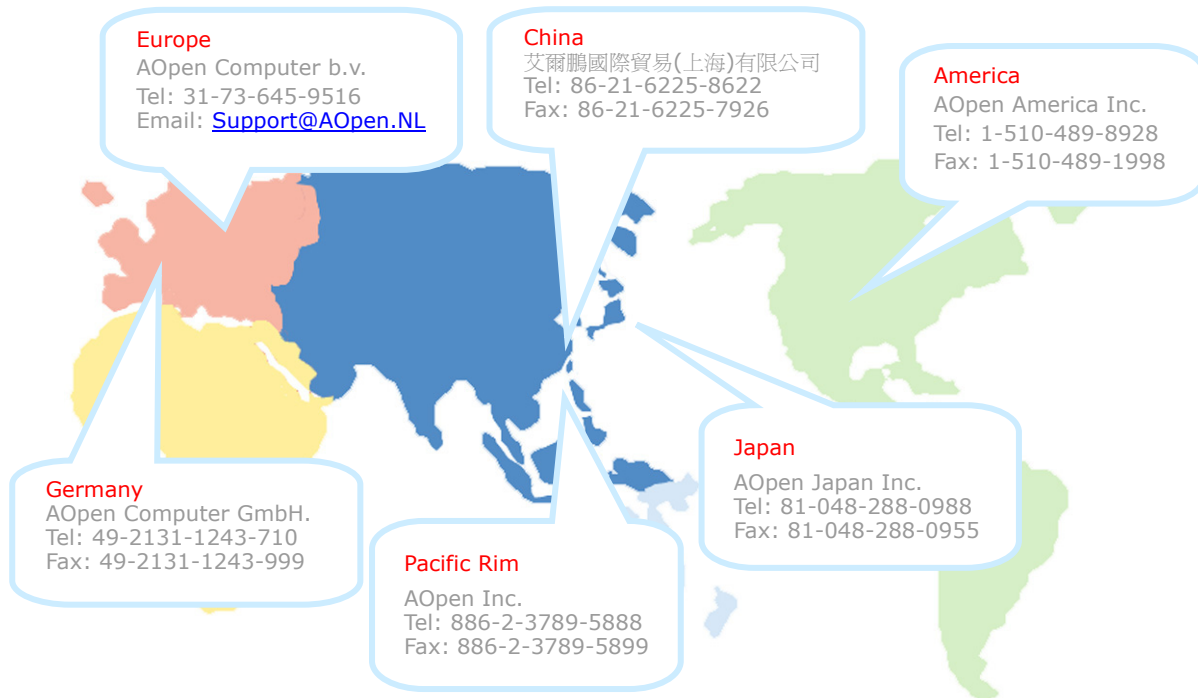 Europe
AOpen Computer b.v.
Tel: 31-73-645-9516
Email: Support@AOpen.NL
China
艾爾鵬國際貿易(上海)有限公司
Tel: 86-21-6225-8622
Fax: 86-21-6225-7926
America
AOpen America Inc.
Tel: 1-510-489-8928
Fax: 1-510-489-1998
Germany
AOpen Computer GmbH.
Tel: 49-2131-1243-710
Fax: 49-2131-1243-999
Pacific Rim
AOpen Inc.
Tel: 886-2-3789-5888
Fax: 886-2-3789-5899
Japan
AOpen Japan Inc.
Tel: 81-048-288-0988
Fax: 81-048-288-0955